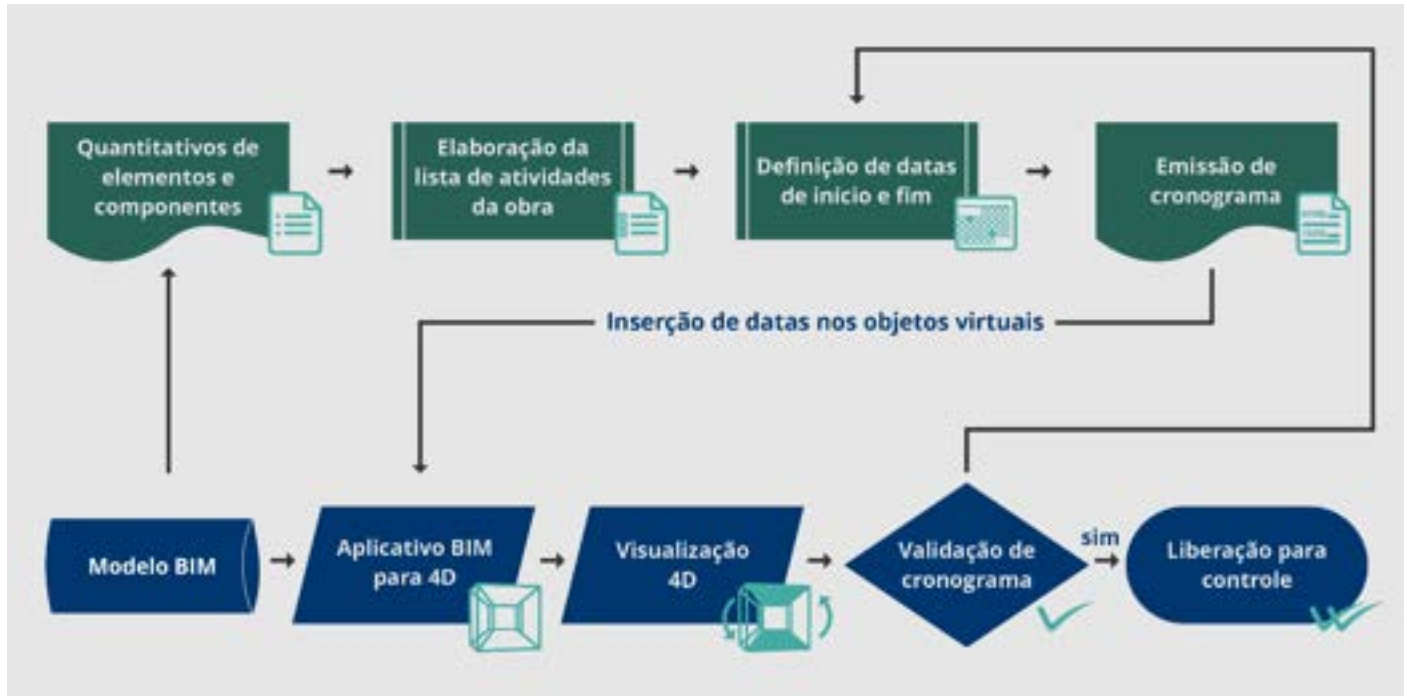 Quantitativos de
elementos e
componentes
Elaboração da
lista de atividades
da obra
Definição de datas
de início e fim
Emissão de
cronograma
Inserção de datas nos objetos virtuais
Modelo BIM
Aplicativo BIM
para 4D
Visualização
4D
Validação de
cronograma
sim
Liberação para
controle